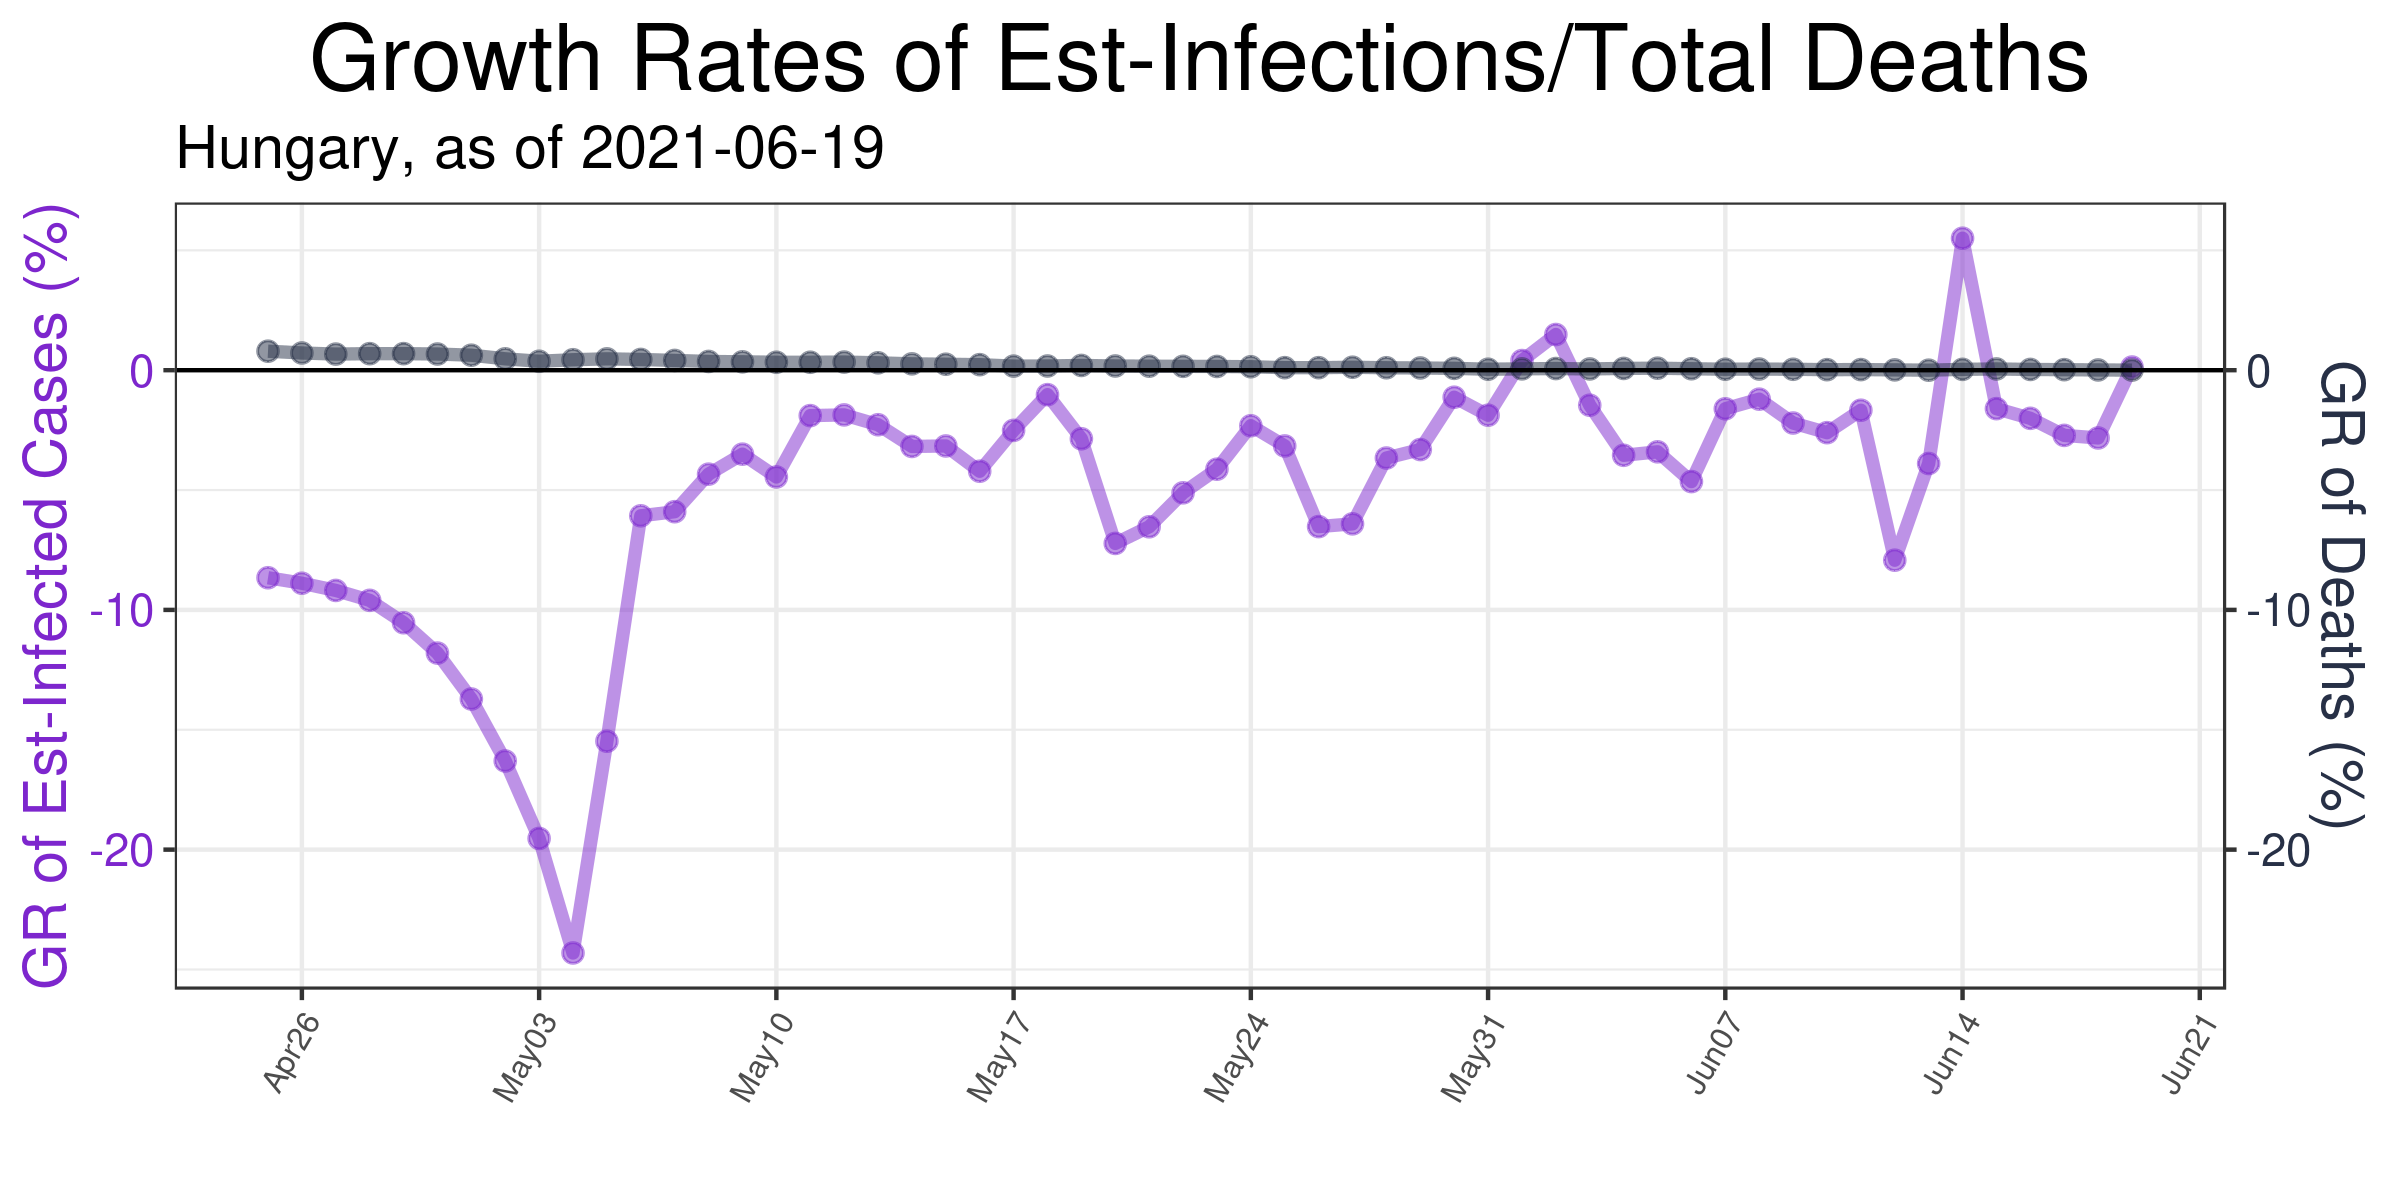 Growth Rates of Est-Infections/Total Deaths
Hungary, as of 2021-06-19
GR of Est-Infected Cases (%)
0
-10
-20
0
-10
-20
GR of Deaths (%)
Apr26
May03
May10
May17
May24
May31
Jun07
Jun14
Jun21